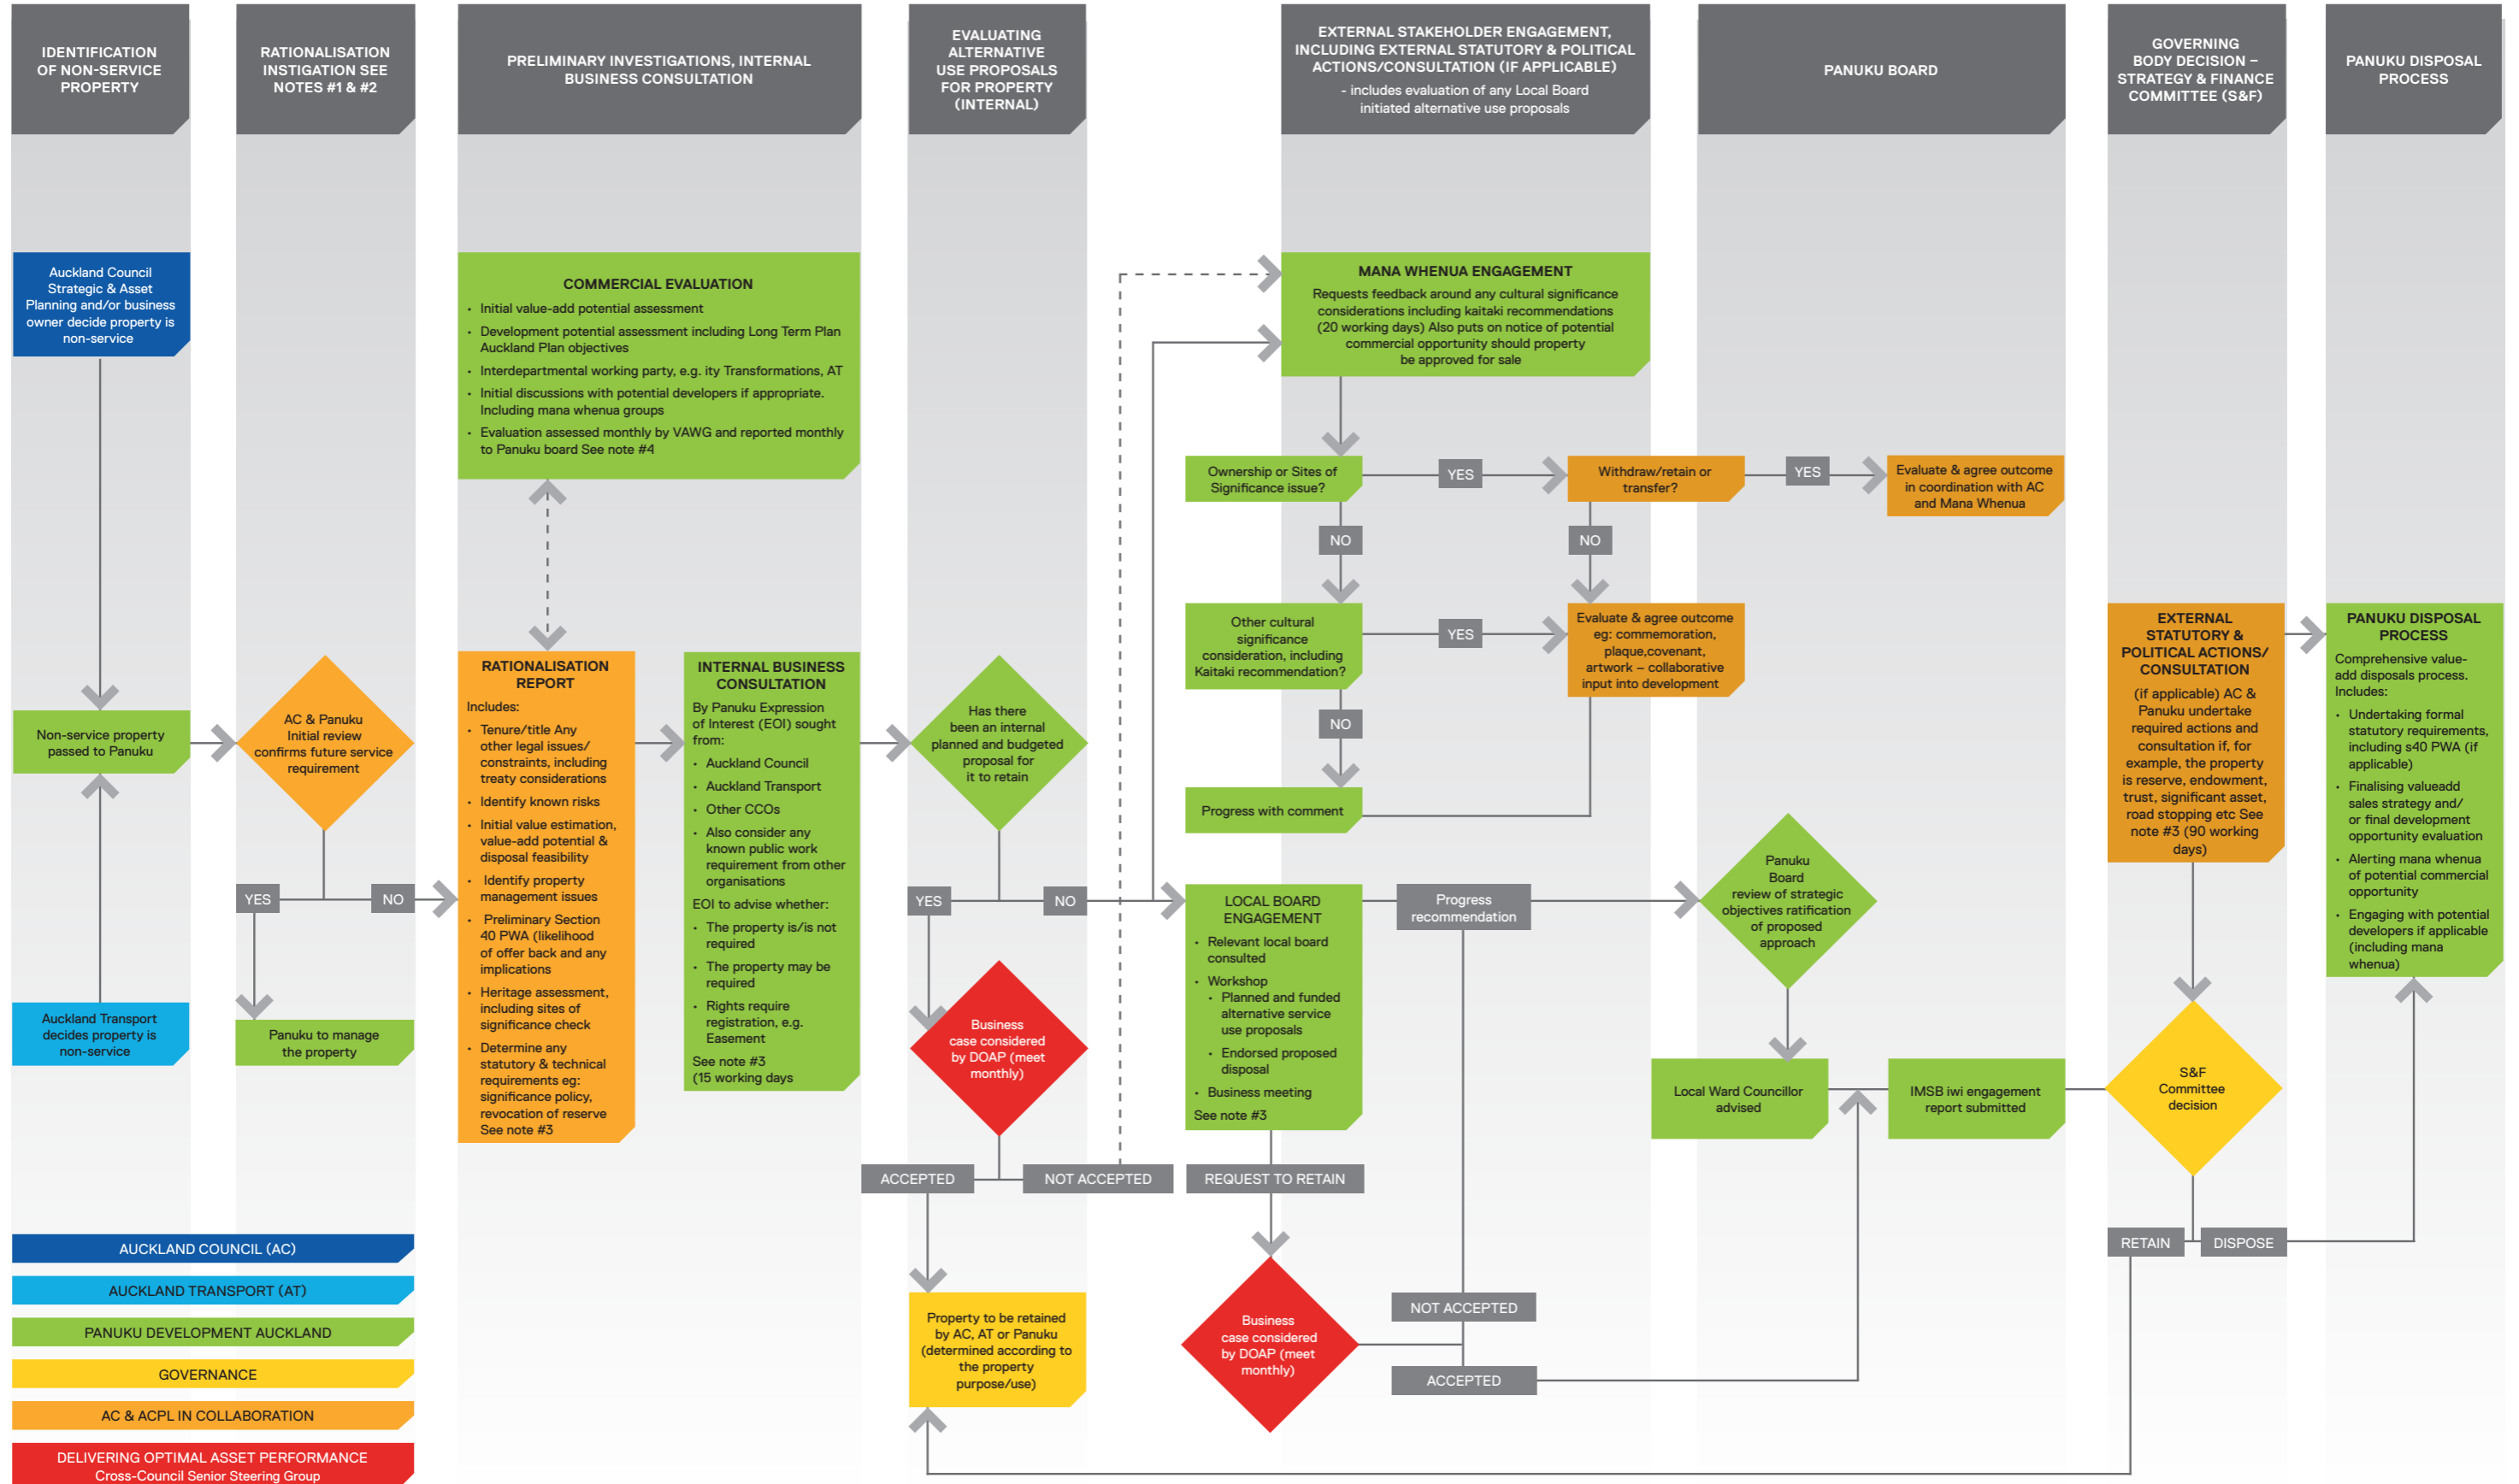 IDENTIFICATION
OF NON-SERVICE
PROPERTY
RATIONALISATION
INSTIGATION SEE
NOTES #1 & #2
PRELIMINARY INVESTIGATIONS, INTERNAL
BUSINESS CONSULTATION
EVALUATING
ALTERNATIVE
USE PROPOSALS
FOR PROPERTY
(INTERNAL)
EXTERNAL STAKEHOLDER ENGAGEMENT,
INCLUDING EXTERNAL STATUTORY & POLITICAL
ACTIONS/CONSULTATION (IF APPLICABLE)
- includes evaluation of any Local Board
initiated alternative use proposals
PANUKU BOARD
GOVERNING
BODY DECISION –
STRATEGY & FINANCE
COMMITTEE (S&F)
PANUKU DISPOSAL
PROCESS
Auckland Council
Strategic & Asset
Planning and/or business
owner decide property is
non-service
Non-service property
passed to Panuku
Auckland Transport
decides property is
non-service
AC & Panuku
Initial review
confirms future service
requirement
YES
NO
Panuku to manage
the property
COMMERCIAL EVALUATION
• Initial value-add potential assessment
• Development potential assessment including Long Term Plan
Auckland Plan objectives
• Interdepartmental working party, e.g. ity Transformations, AT
• Initial discussions with potential developers if appropriate.
Including mana whenua groups
• Evaluation assessed monthly by VAWG and reported monthly
to Panuku board See note #4
RATIONALISATION
REPORT
Includes:
• Tenure/title Any
other legal issues/
constraints, including
treaty considerations
• Identify known risks
• Initial value estimation,
value-add potential &
disposal feasibility
• Identify property
management issues
• Preliminary Section
40 PWA (likelihood
of offer back and any
implications
• Heritage assessment,
including sites of
significance check
• Determine any
statutory & technical
requirements eg:
significance policy,
revocation of reserve
See note #3
INTERNAL BUSINESS
CONSULTATION
By Panuku Expression
of Interest (EOI) sought
from:
• Auckland Council
• Auckland Transport
• Other CCOs
• Also consider any
known public work
requirement from other
organisations
EOI to advise whether:
• The property is/is not
required
• The property may be
required
• Rights require
registration, e.g.
Easement
See note #3
(15 working days
Has there
been an internal
planned and budgeted
proposal for
it to retain
YES
NO
Business
case considered
by DOAP (meet
monthly)
ACCEPTED
NOT ACCEPTED
Property to be retained
by AC, AT or Panuku
(determined according to
the property
purpose/use)
MANA WHENUA ENGAGEMENT
Requests feedback around any cultural significance
considerations including kaitaki recommendations
(20 working days) Also puts on notice of potential
commercial opportunity should property
be approved for sale
Ownership or Sites of
Significance issue?
YES
Withdraw/retain or
transfer?
YES
Evaluate & agree outcome
in coordination with AC
and Mana Whenua
NO
NO
Other cultural
significance
consideration, including
Kaitaki recommendation?
YES
Evaluate & agree outcome
eg: commemoration,
plaque,covenant,
artwork – collaborative
input into development
NO
Progress with comment
LOCAL BOARD
ENGAGEMENT
• Relevant local board
consulted
• Workshop
• Planned and funded
alternative service
use proposals
• Endorsed proposed
disposal
• Business meeting
See note #3
Progress
recommendation
REQUEST TO RETAIN
Business
case considered
by DOAP (meet
monthly)
NOT ACCEPTED
ACCEPTED
Panuku
Board
review of strategic
objectives ratification
of proposed
approach
Local Ward Councillor
advised
IMSB iwi engagement
report submitted
EXTERNAL
STATUTORY &
POLITICAL ACTIONS/
CONSULTATION
(if applicable) AC &
Panuku undertake
required actions and
consultation if, for
example, the property
is reserve, endowment,
trust, significant asset,
road stopping etc See
note #3 (90 working
days)
S&F
Committee
decision
RETAIN
DISPOSE
PANUKU DISPOSAL
PROCESS
Comprehensive value-
add disposals process.
Includes:
• Undertaking formal
statutory requirements,
including s40 PWA (if
applicable)
• Finalising valueadd
sales strategy and/
or final development
opportunity evaluation
• Alerting mana whenua
of potential commercial
opportunity
• Engaging with potential
developers if applicable
(including mana
whenua)
AUCKLAND COUNCIL (AC)
AUCKLAND TRANSPORT (AT)
PANUKU DEVELOPMENT AUCKLAND
GOVERNANCE
AC & ACPL IN COLLABORATION
DELIVERING OPTIMAL ASSET PERFORMANCE
Cross-Council Senior Steering Group